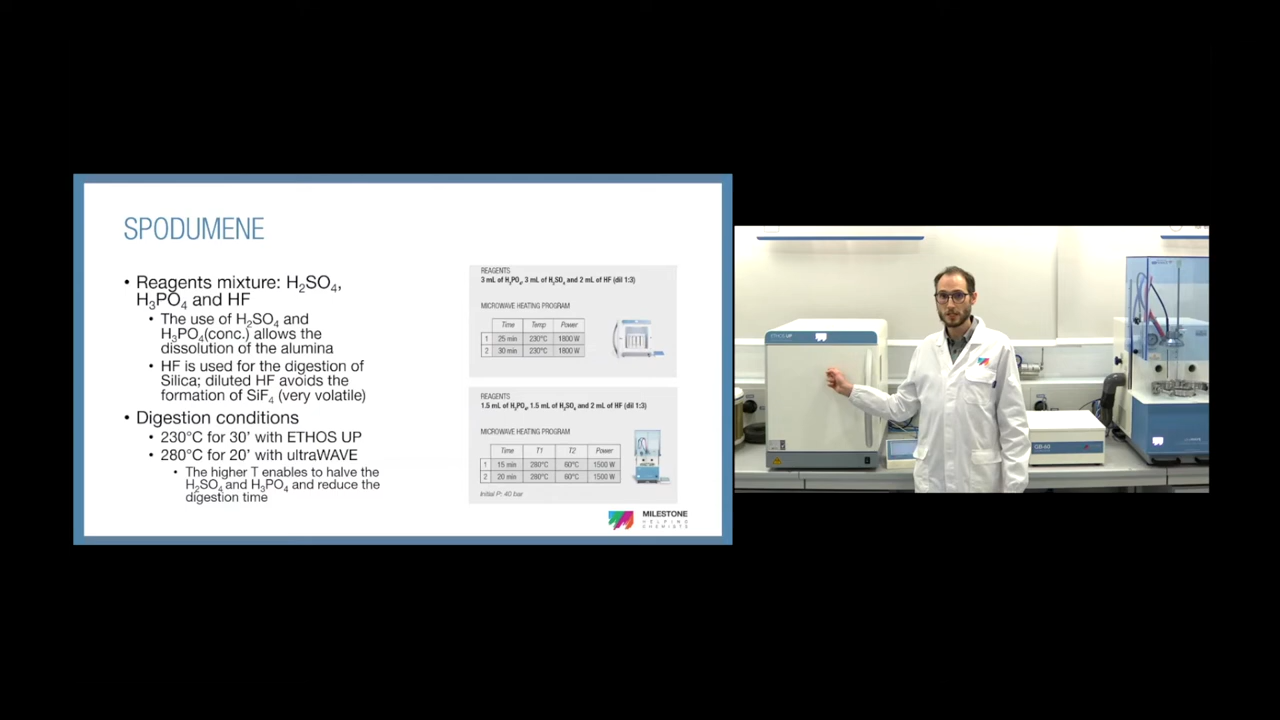 SPODUMENE
• Reagents mixture: H₂SO₄,
H₃PO₄ and HF
• The use of H₂SO₄ and
H₃PO₄(conc.) allows the
dissolution of the alumina
• HF is used for the digestion of
Silica; diluted HF avoids the
formation of SiF₄ (very volatile)
• Digestion conditions
• 230°C for 30' with ETHOS UP
• 280°C for 20' with ultraWAVE
• The higher T enables to halve the
H₂SO₄ and H₃PO₄ and reduce the
digestion time
REAGENTS
3 mL of H₃PO₄, 3 mL of H₂SO₄ and 2 mL of HF (dil 1:3)
MICROWAVE HEATING PROGRAM
Time Temp Power
1 25 min 230°C 1800 W
2 30 min 230°C 1800 W
REAGENTS
1.5 mL of H₃PO₄, 1.5 mL of H₂SO₄ and 2 mL of HF (dil 1:3)
MICROWAVE HEATING PROGRAM
Time T1 T2 Power
1 15 min 280°C 60°C 1500 W
2 20 min 280°C 60°C 1500 W
Initial P: 40 bar
MILESTONE
HELPING
CHEMISTS
ETHOS UP
GB-60